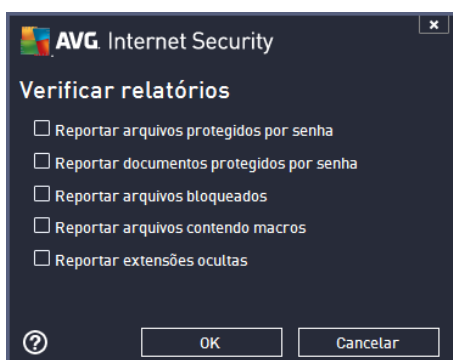 AVG. Internet Security
Verificar relatórios
Reportar arquivos protegidos por senha
Reportar documentos protegidos por senha
Reportar arquivos bloqueados
Reportar arquivos contendo macros
Reportar extensões ocultas
? OK Cancelar